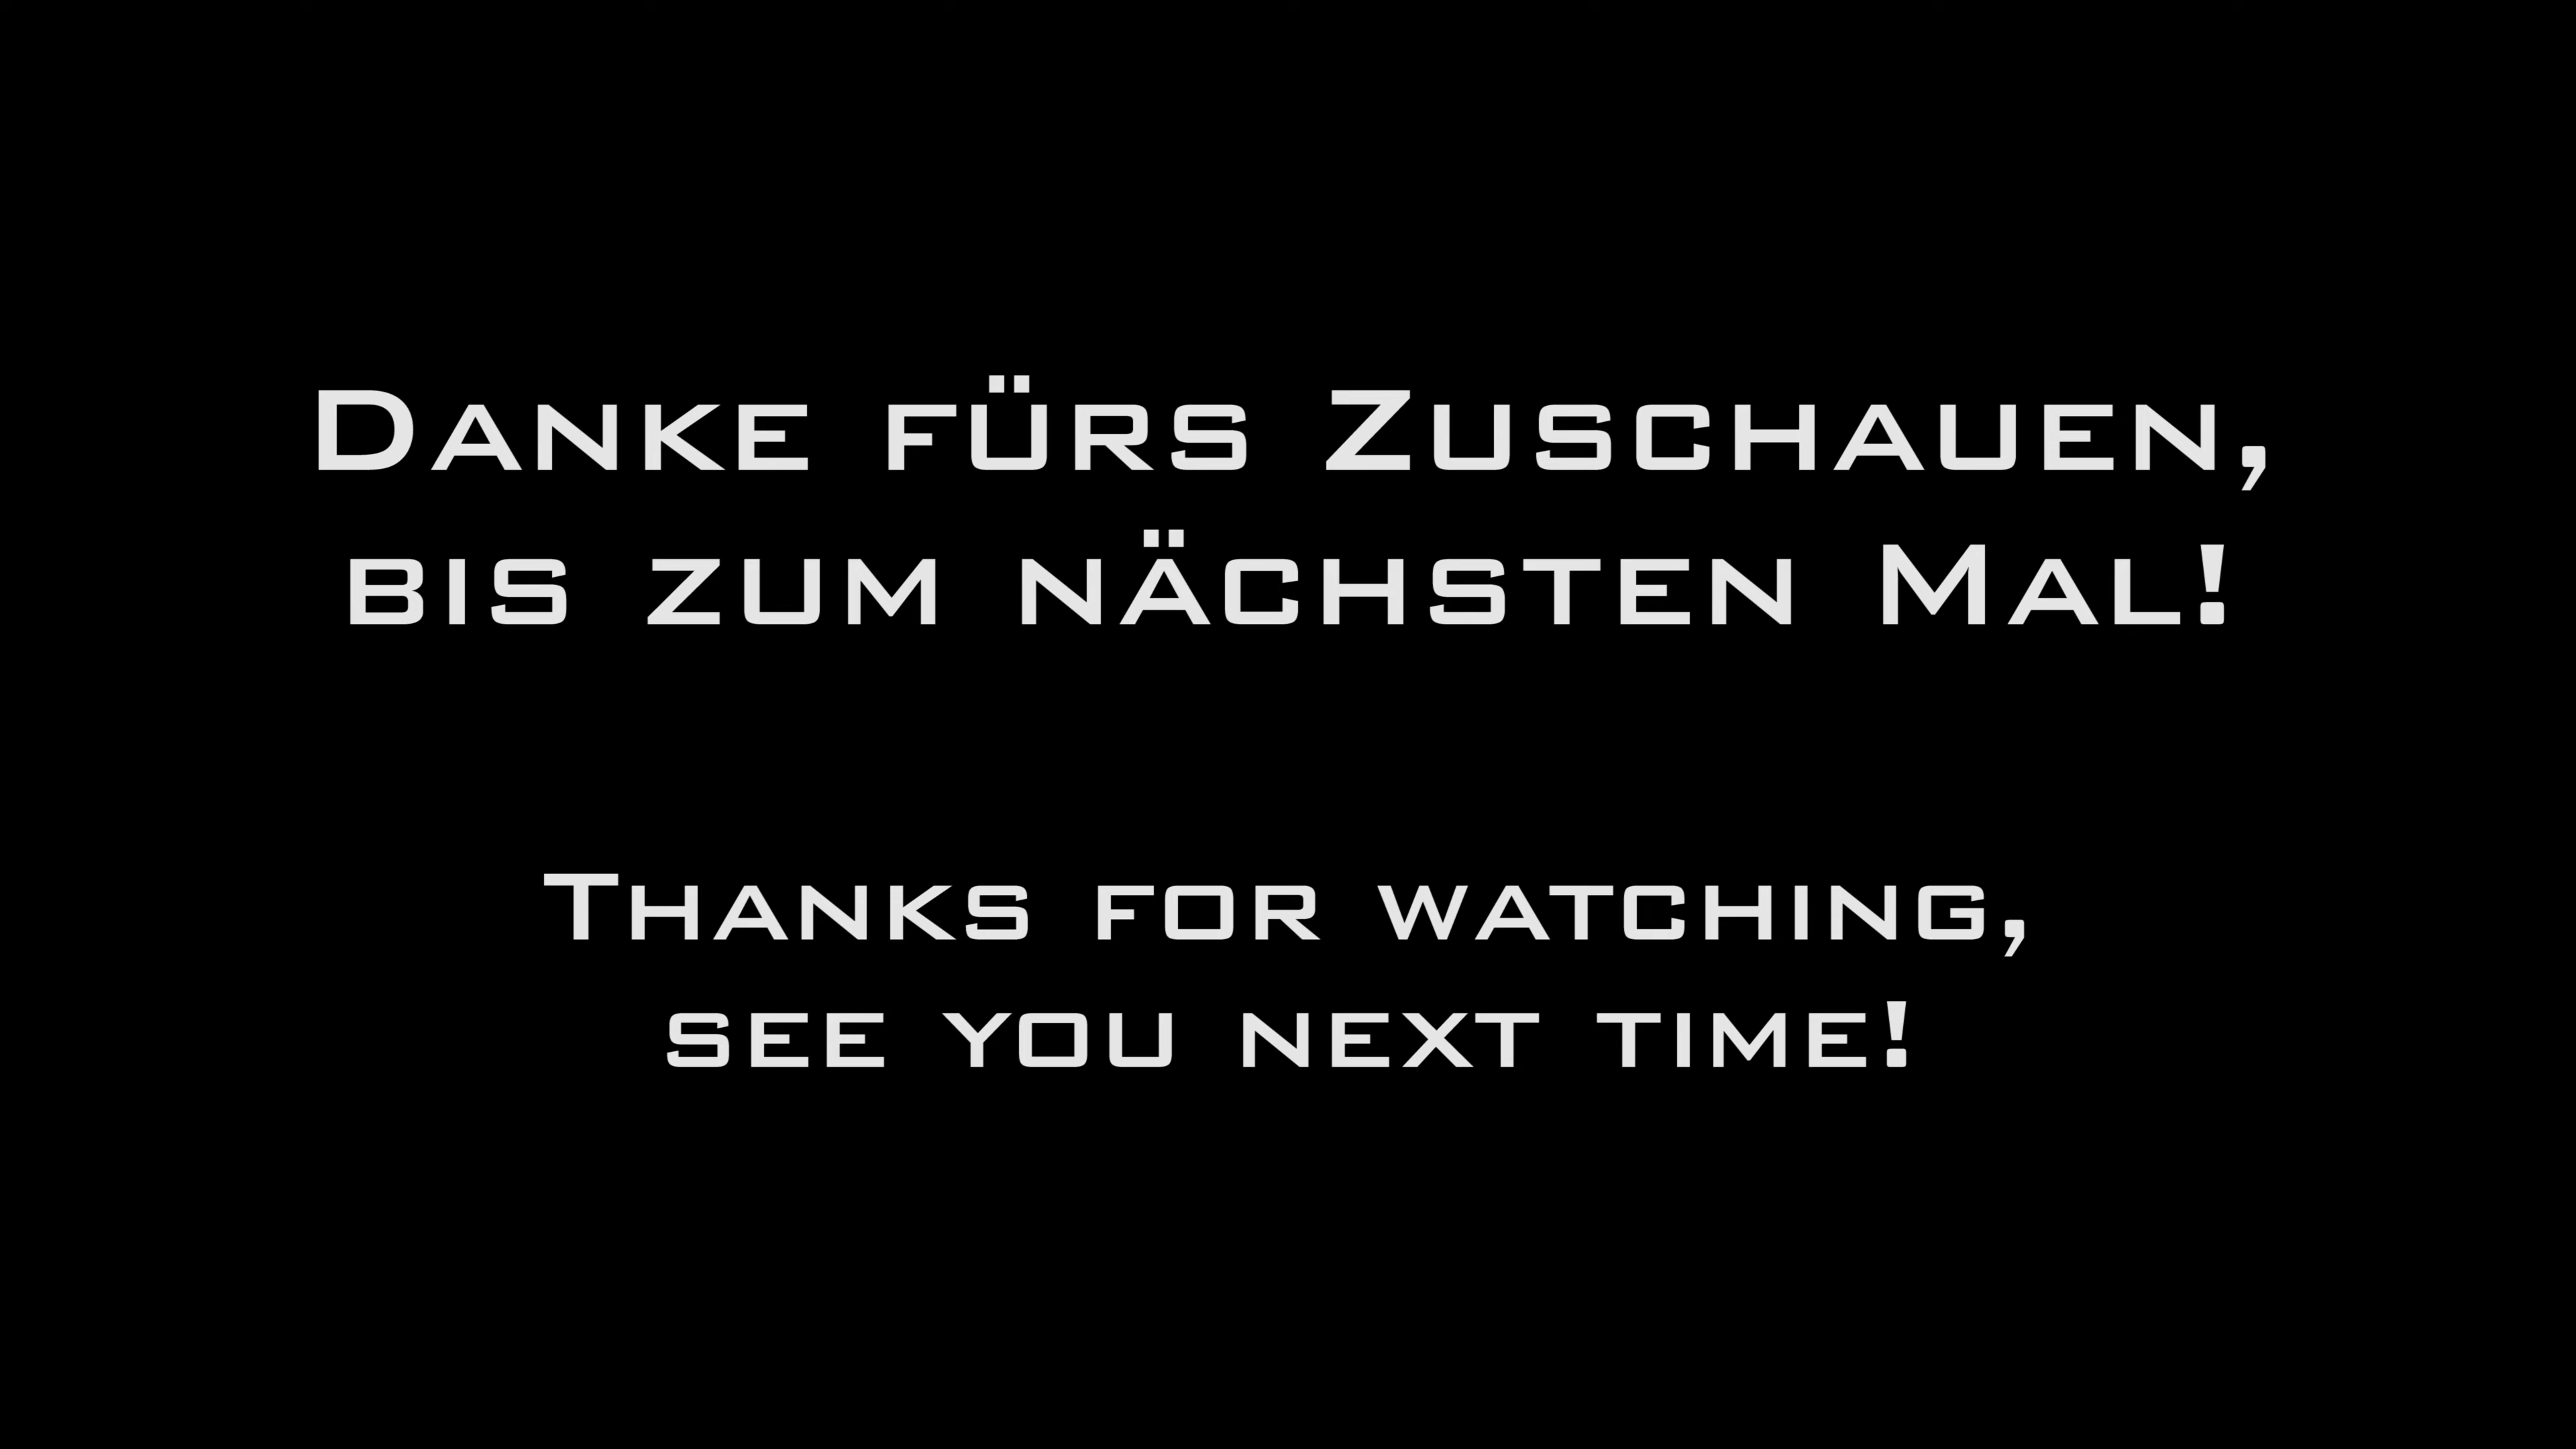 Danke fürs Zuschauen,
bis zum nächsten Mal!
Thanks for watching,
see you next time!